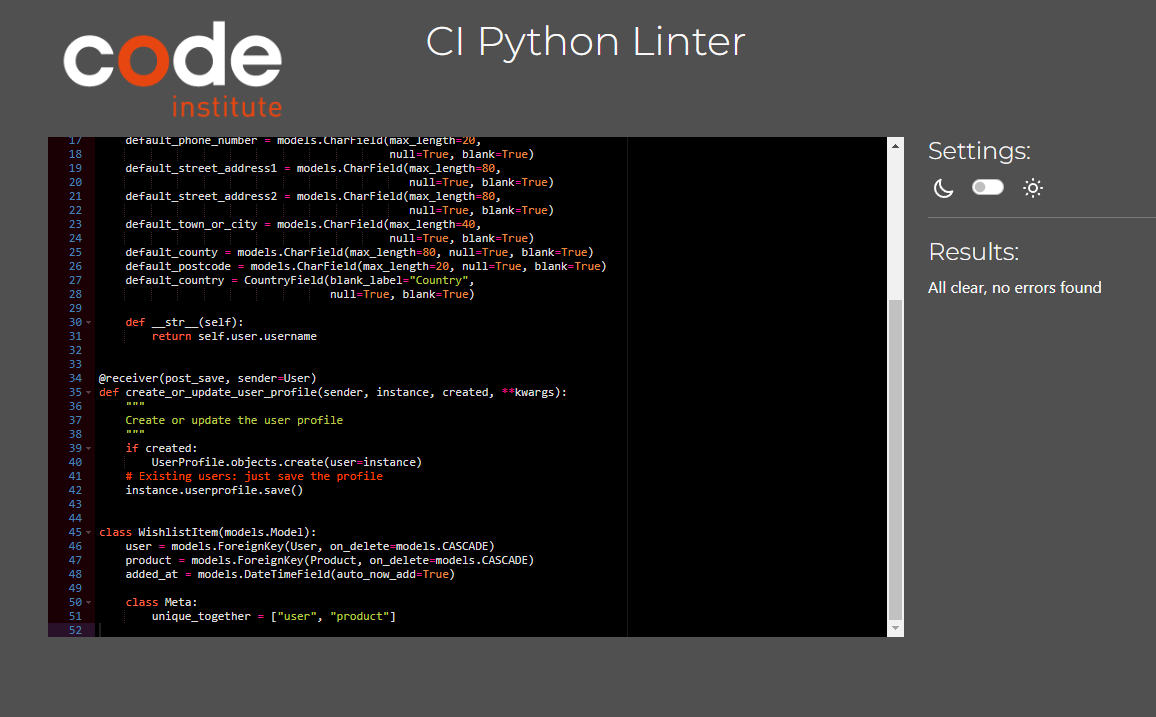 code
institute
CI Python Linter
17 default_phone_number = models.CharField(max_length=20,
18 null=True, blank=True)
19 default_street_address1 = models.CharField(max_length=80,
20 null=True, blank=True)
21 default_street_address2 = models.CharField(max_length=80,
22 null=True, blank=True)
23 default_town_or_city = models.CharField(max_length=40,
24 null=True, blank=True)
25 default_county = models.CharField(max_length=80, null=True, blank=True)
26 default_postcode = models.CharField(max_length=20, null=True, blank=True)
27 default_country = CountryField(blank_label="Country",
28 null=True, blank=True)
29
30 def __str__(self):
31 return self.user.username
32
33
34 @receiver(post_save, sender=User)
35 def create_or_update_user_profile(sender, instance, created, **kwargs):
36 """
37 Create or update the user profile
38 """
39 if created:
40 UserProfile.objects.create(user=instance)
41 # Existing users: just save the profile
42 instance.userprofile.save()
43
44
45 class WishlistItem(models.Model):
46 user = models.ForeignKey(User, on_delete=models.CASCADE)
47 product = models.ForeignKey(Product, on_delete=models.CASCADE)
48 added_at = models.DateTimeField(auto_now_add=True)
49
50 class Meta:
51 unique_together = ["user", "product"]
52
Settings:
Results:
All clear, no errors found